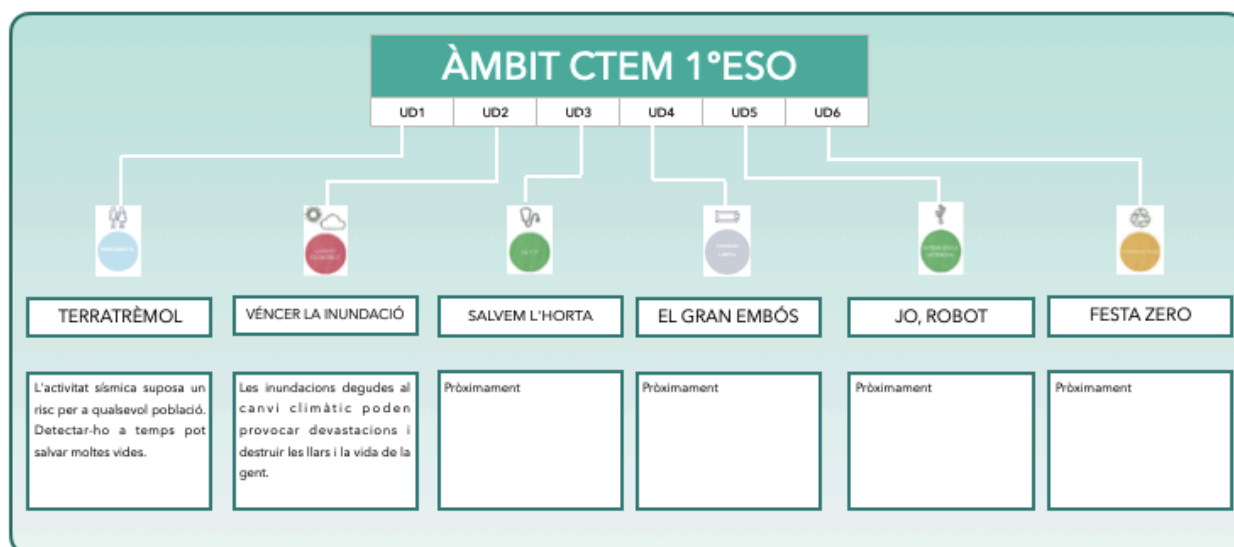 ÀMBIT CTEM 1ºESO
UD1 UD2 UD3 UD4 UD5 UD6
TERRATRÈMOL
VÉNCER LA INUNDACIÓ
SALVEM L'HORTA
EL GRAN EMBÓS
JO, ROBOT
FESTA ZERO
L'activitat sísmica suposa un
risc per a qualsevol població.
Detectar-ho a temps pot
salvar moltes vides.
Les inundacions degudes al
canvi climàtic poden
provocar devastacions i
destruir les llars i la vida de la
gent.
Pròximament
Pròximament
Pròximament
Pròximament